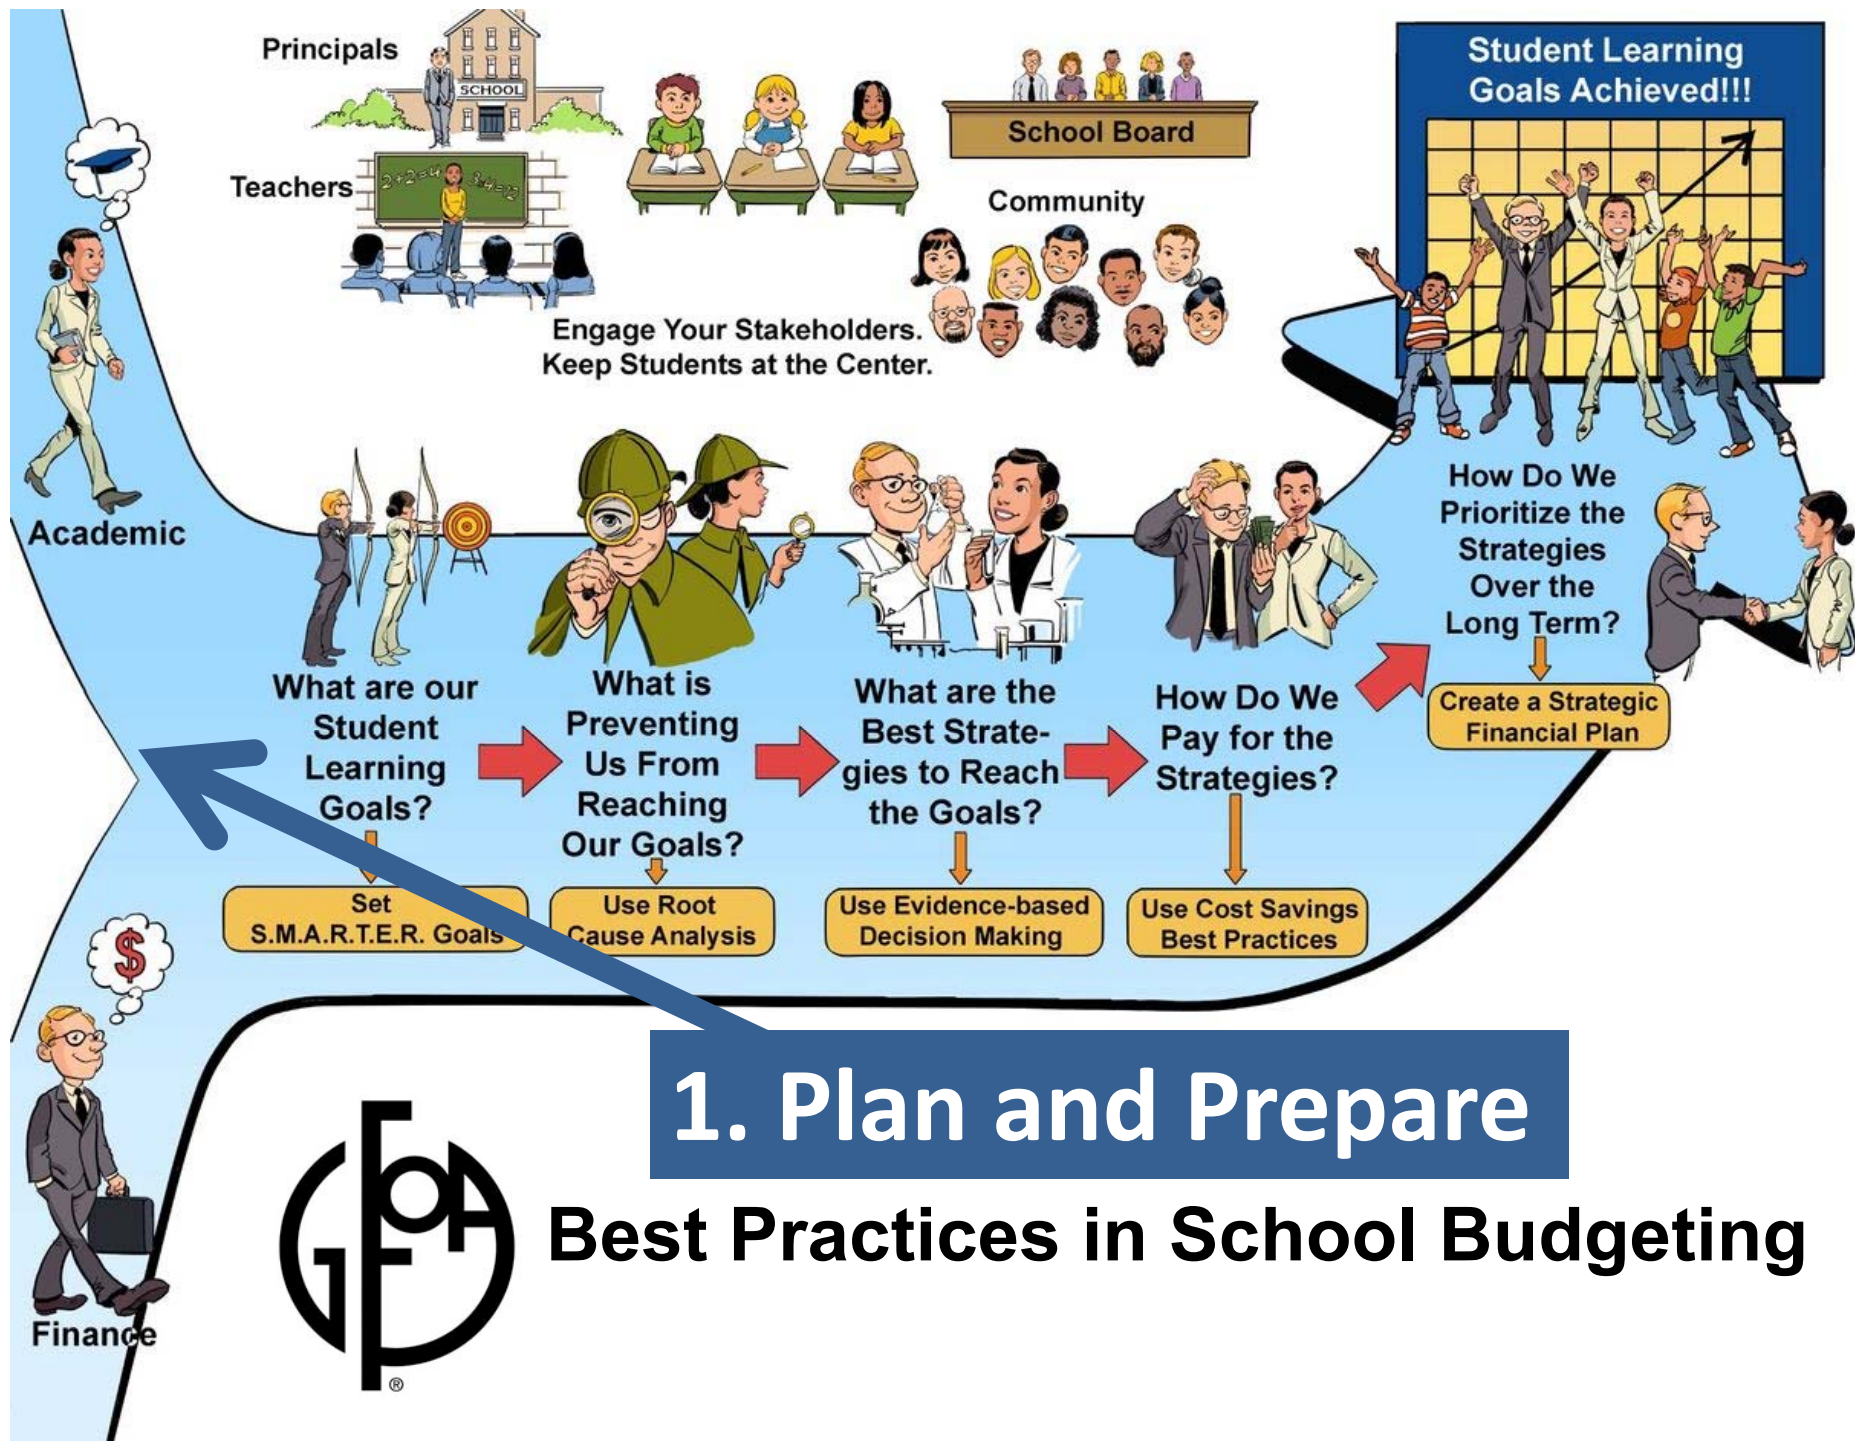 Principals
SCHOOL
Teachers
2+2=4
3x4=12
School Board
Community
Engage Your Stakeholders.
Keep Students at the Center.
Student Learning
Goals Achieved!!!
Academic
What are our
Student
Learning
Goals?
Set
S.M.A.R.T.E.R. Goals
What is
Preventing
Us From
Reaching
Our Goals?
Use Root
Cause Analysis
What are the
Best Strate-
gies to Reach
the Goals?
Use Evidence-based
Decision Making
How Do We
Pay for the
Strategies?
Use Cost Savings
Best Practices
How Do We
Prioritize the
Strategies
Over the
Long Term?
Create a Strategic
Financial Plan
$
Finance
1. Plan and Prepare
GFOA
®
Best Practices in School Budgeting